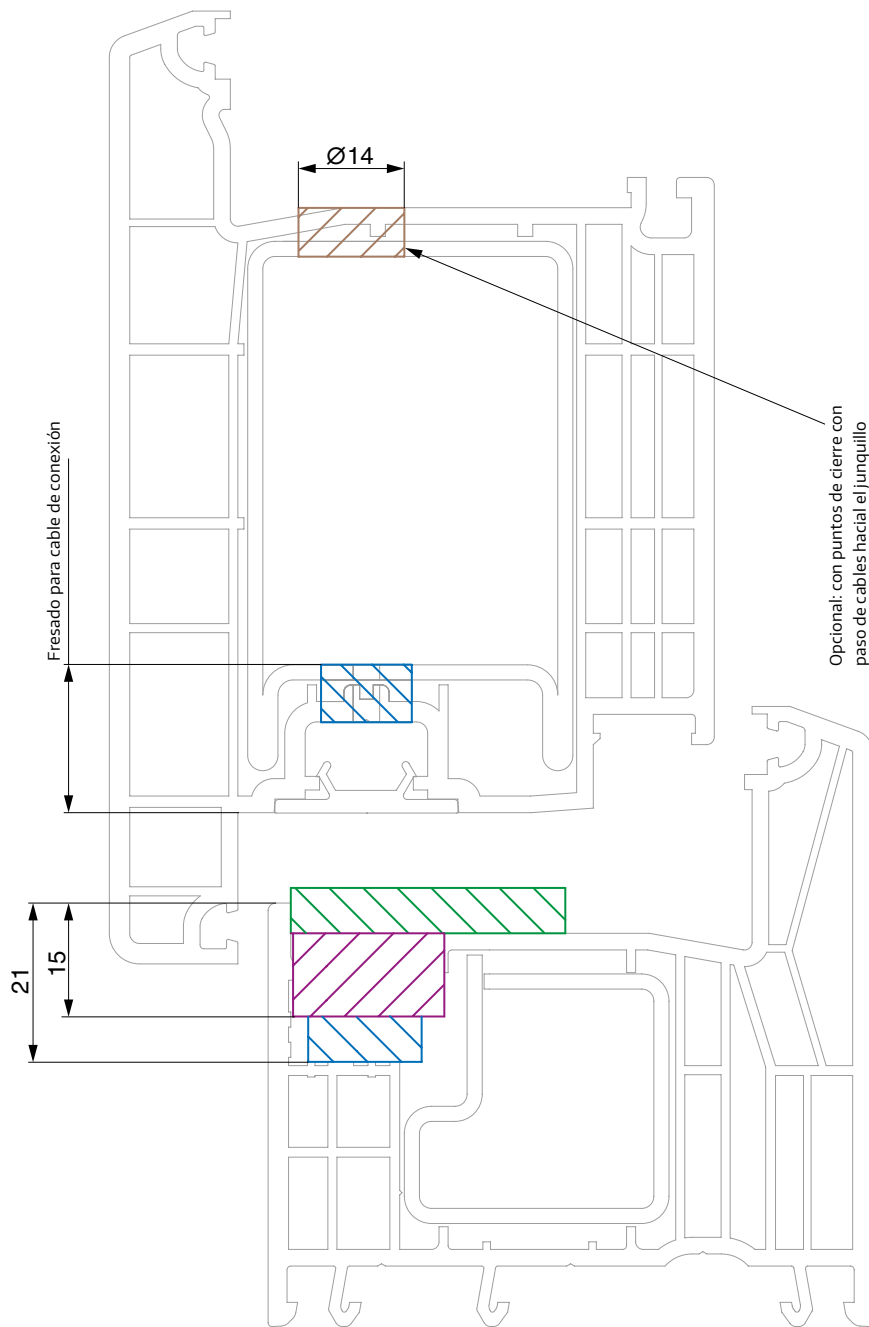 Ø14
Fresado para cable de conexión
Opcional: con puntos de cierre con
paso de cables hacial el junquillo
21
15